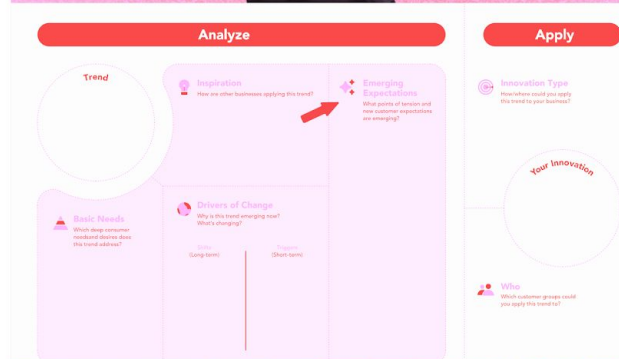 Analyze
Apply
Trend
Inspiration
How are other businesses applying this trend?
Emerging
Expectations
What points of tension and
new customer expectations
are emerging?
Basic Needs
Which deep consumer
needsand desires does
this trend address?
Drivers of Change
Why is this trend emerging now?
What's changing?
Shifts
(Long-term)
Triggers
(Short-term)
Innovation Type
How/where could you apply
this trend to your business?
Your Innovation
Who
Which customer groups could
you apply this trend to?